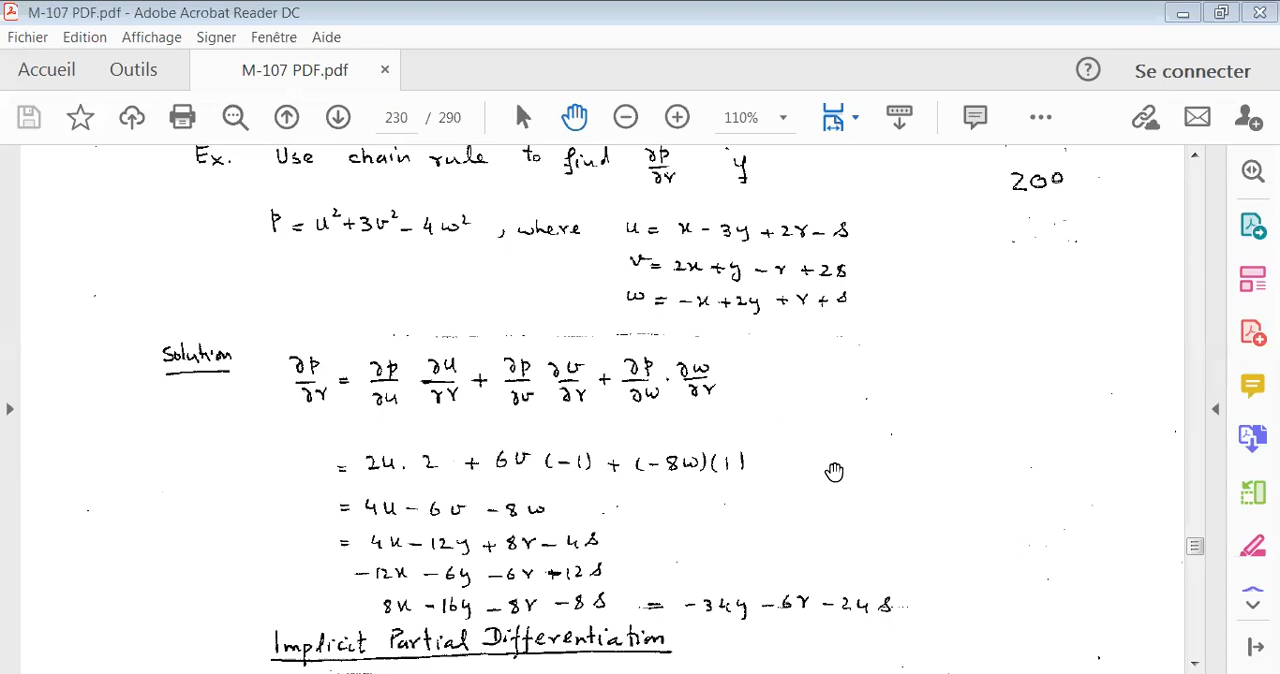 M-107 PDF.pdf - Adobe Acrobat Reader DC
Fichier Edition Affichage Signer Fenêtre Aide
Accueil Outils M-107 PDF.pdf × Se connecter
230 / 290 110%
Ex. Use chain rule to find ∂p/∂r if
200
p = u² + 3v² - 4w² , where u = x - 3y + 2r - s
v = 2x + y - r + 2s
w = -x + 2y + r + s
Solution ∂p/∂r = ∂p/∂u ∂u/∂r + ∂p/∂v ∂v/∂r + ∂p/∂w · ∂w/∂r
= 2u. 2 + 6v (-1) + (-8w)(1)
= 4u - 6v - 8w
= 4x - 12y + 8r - 4s
-12x - 6y - 6r - 12s
8x - 16y - 8r - 8s = -34y - 6r - 24s
Implicit Partial Differentiation